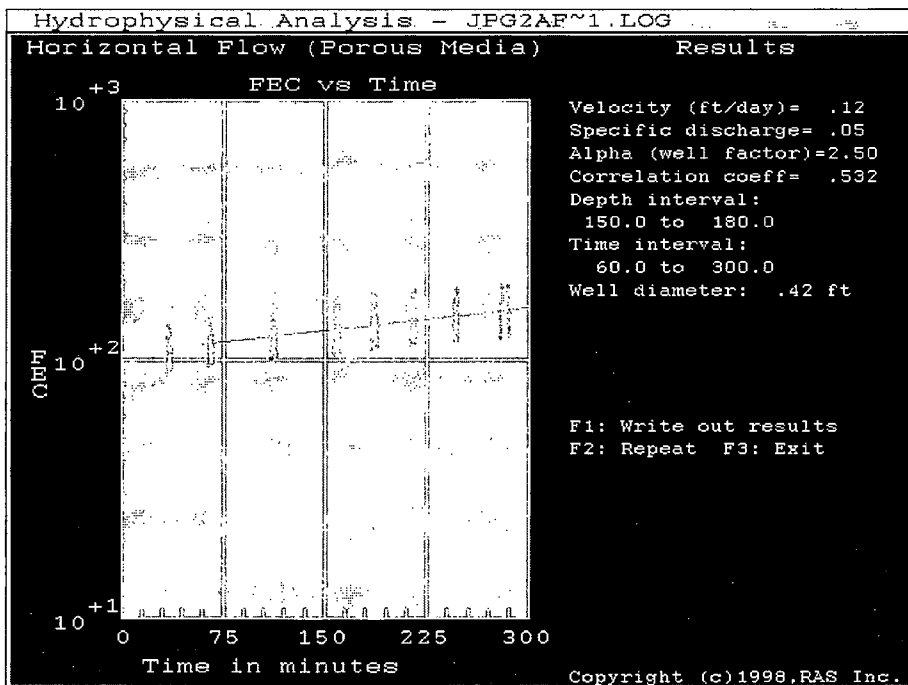 Hydrophysical Analysis - JPG2AF~1.LOG
Horizontal Flow (Porous Media)
Results
FEC vs Time
10+3
10+2
10+1
FEC
0 75 150 225 300
Time in minutes
Velocity (ft/day)= .12
Specific discharge= .05
Alpha (well factor)=2.50
Correlation coeff= .532
Depth interval:
150.0 to 180.0
Time interval:
60.0 to 300.0
Well diameter: .42 ft
F1: Write out results
F2: Repeat F3: Exit
Copyright (c)1998,RAS Inc.